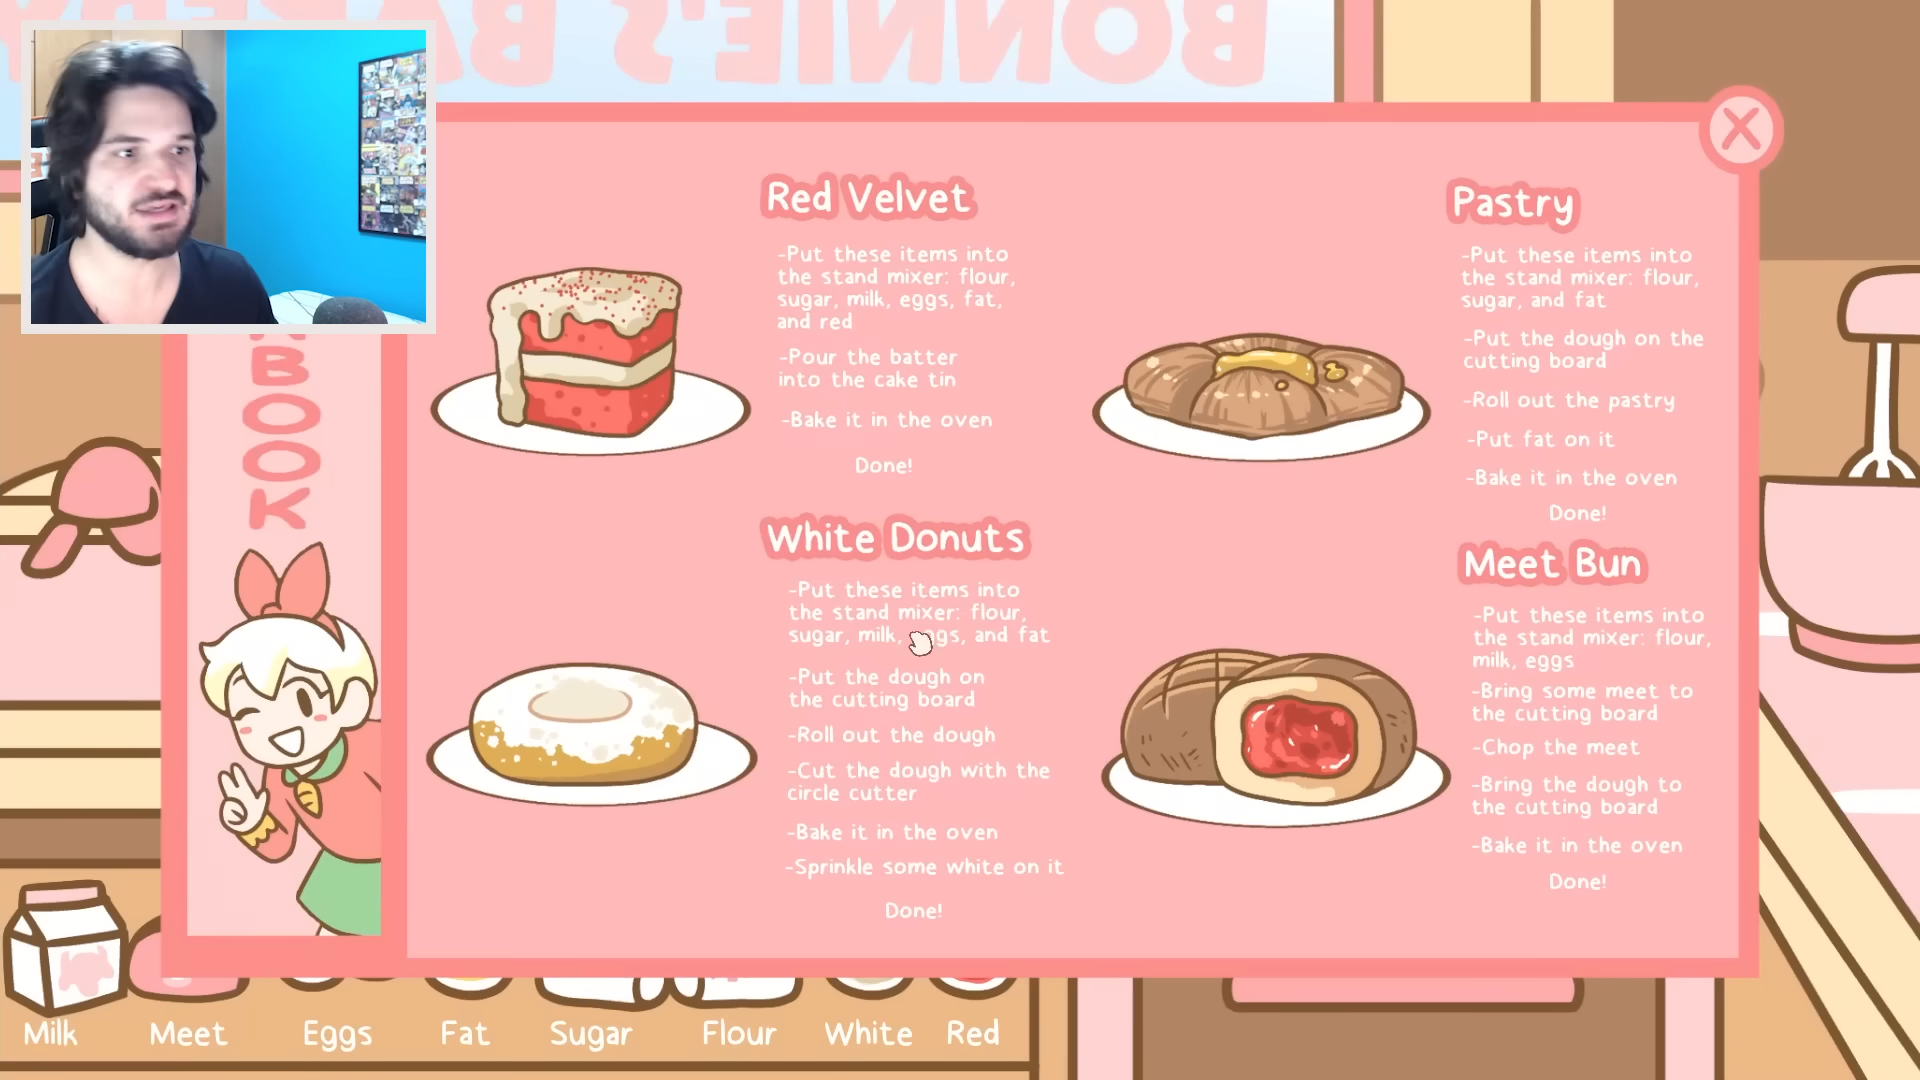 BONNIE'S BAKERY
BOOK
Red Velvet
-Put these items into
the stand mixer: flour,
sugar, milk, eggs, fat,
and red
-Pour the batter
into the cake tin
-Bake it in the oven
Done!
White Donuts
-Put these items into
the stand mixer: flour,
sugar, milk, eggs, and fat
-Put the dough on
the cutting board
-Roll out the dough
-Cut the dough with the
circle cutter
-Bake it in the oven
-Sprinkle some white on it
Done!
Pastry
-Put these items into
the stand mixer: flour,
sugar, and fat
-Put the dough on the
cutting board
-Roll out the pastry
-Put fat on it
-Bake it in the oven
Done!
Meet Bun
-Put these items into
the stand mixer: flour,
milk, eggs
-Bring some meet to
the cutting board
-Chop the meet
-Bring the dough to
the cutting board
-Bake it in the oven
Done!
Milk
Meet
Eggs
Fat
Sugar
Flour
White
Red